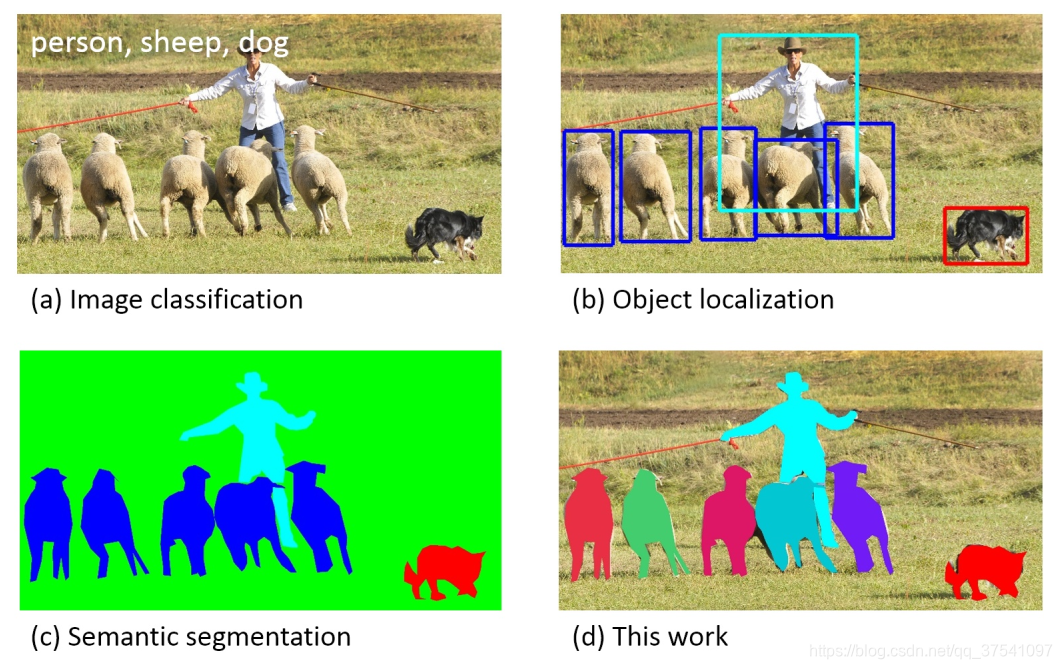 person, sheep, dog
(a) Image classification
(b) Object localization
(c) Semantic segmentation
(d) This work
https://blog.csdn.net/qq_37541097